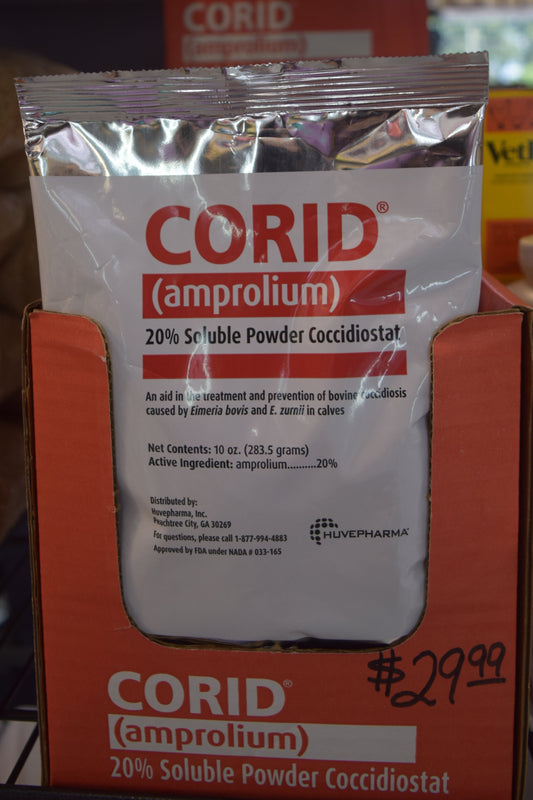 CORID
(amprolium)
Vet
CORID®
(amprolium)
20% Soluble Powder Coccidiostat
An aid in the treatment and prevention of bovine coccidiosis
caused by Eimeria bovis and E. zurnii in calves
Net Contents: 10 oz. (283.5 grams)
Active Ingredient: amprolium..........20%
Distributed by:
Huvepharma, Inc.
Peachtree City, GA 30269
For questions, please call 1-877-994-4883
Approved by FDA under NADA # 033-165
HUVEPHARMA
$29.99
CORID®
(amprolium)
20% Soluble Powder Coccidiostat